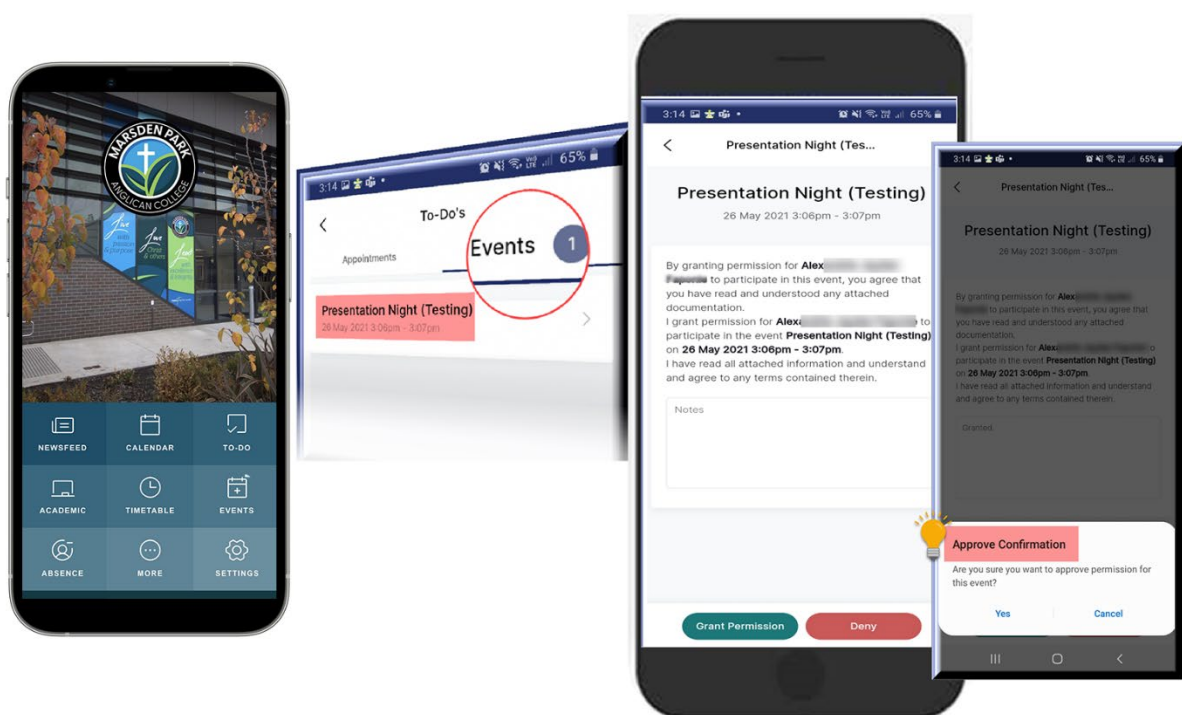 MARSDEN PARK
ANGLICAN COLLEGE
Live
Live
Christ
& others
NEWSFEED
CALENDAR
TO-DO
ACADEMIC
TIMETABLE
EVENTS
ABSENCE
MORE
SETTINGS
3:14
65%
To-Do's
Appointments
Events 1
Presentation Night (Testing)
26 May 2021 3:06pm - 3:07pm
3:14
65%
Presentation Night (Tes...
Presentation Night (Testing)
26 May 2021 3:06pm - 3:07pm
By granting permission for Alex
to participate in this event, you agree that
you have read and understood any attached
documentation.
I grant permission for Alexa to
participate in the event Presentation Night (Testing)
on 26 May 2021 3:06pm - 3:07pm.
I have read all attached information and understand
and agree to any terms contained therein.
Notes
Grant Permission
Deny
3:14
65%
Presentation Night (Tes...
Presentation Night (Testing)
26 May 2021 3:06pm - 3:07pm
By granting permission for Alex
to participate in this event, you agree that
you have read and understood any attached
documentation.
I grant permission for Alexa to
participate in the event Presentation Night (Testing)
on 26 May 2021 3:06pm - 3:07pm.
I have read all attached information and understand
and agree to any terms contained therein.
Granted
Approve Confirmation
Are you sure you want to approve permission for
this event?
Yes
Cancel